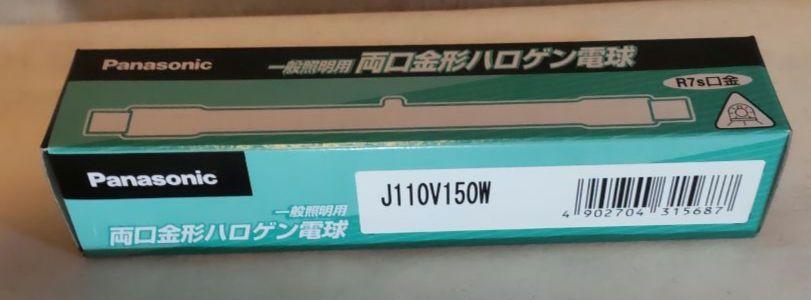 Panasonic
一般照明用 両口金形ハロゲン電球
R7s口金
Panasonic
一般照明用
両口金形ハロゲン電球
J110V150W
4 902704 315687